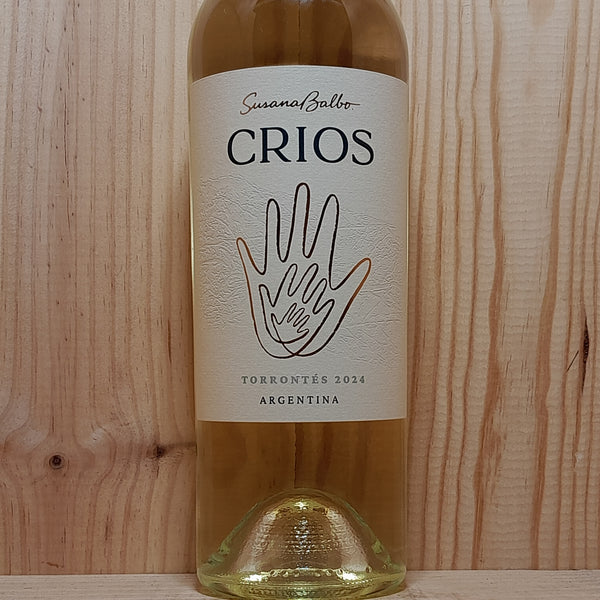 Susana Balbo.
CRIOS
TORRONTÉS 2024
ARGENTINA